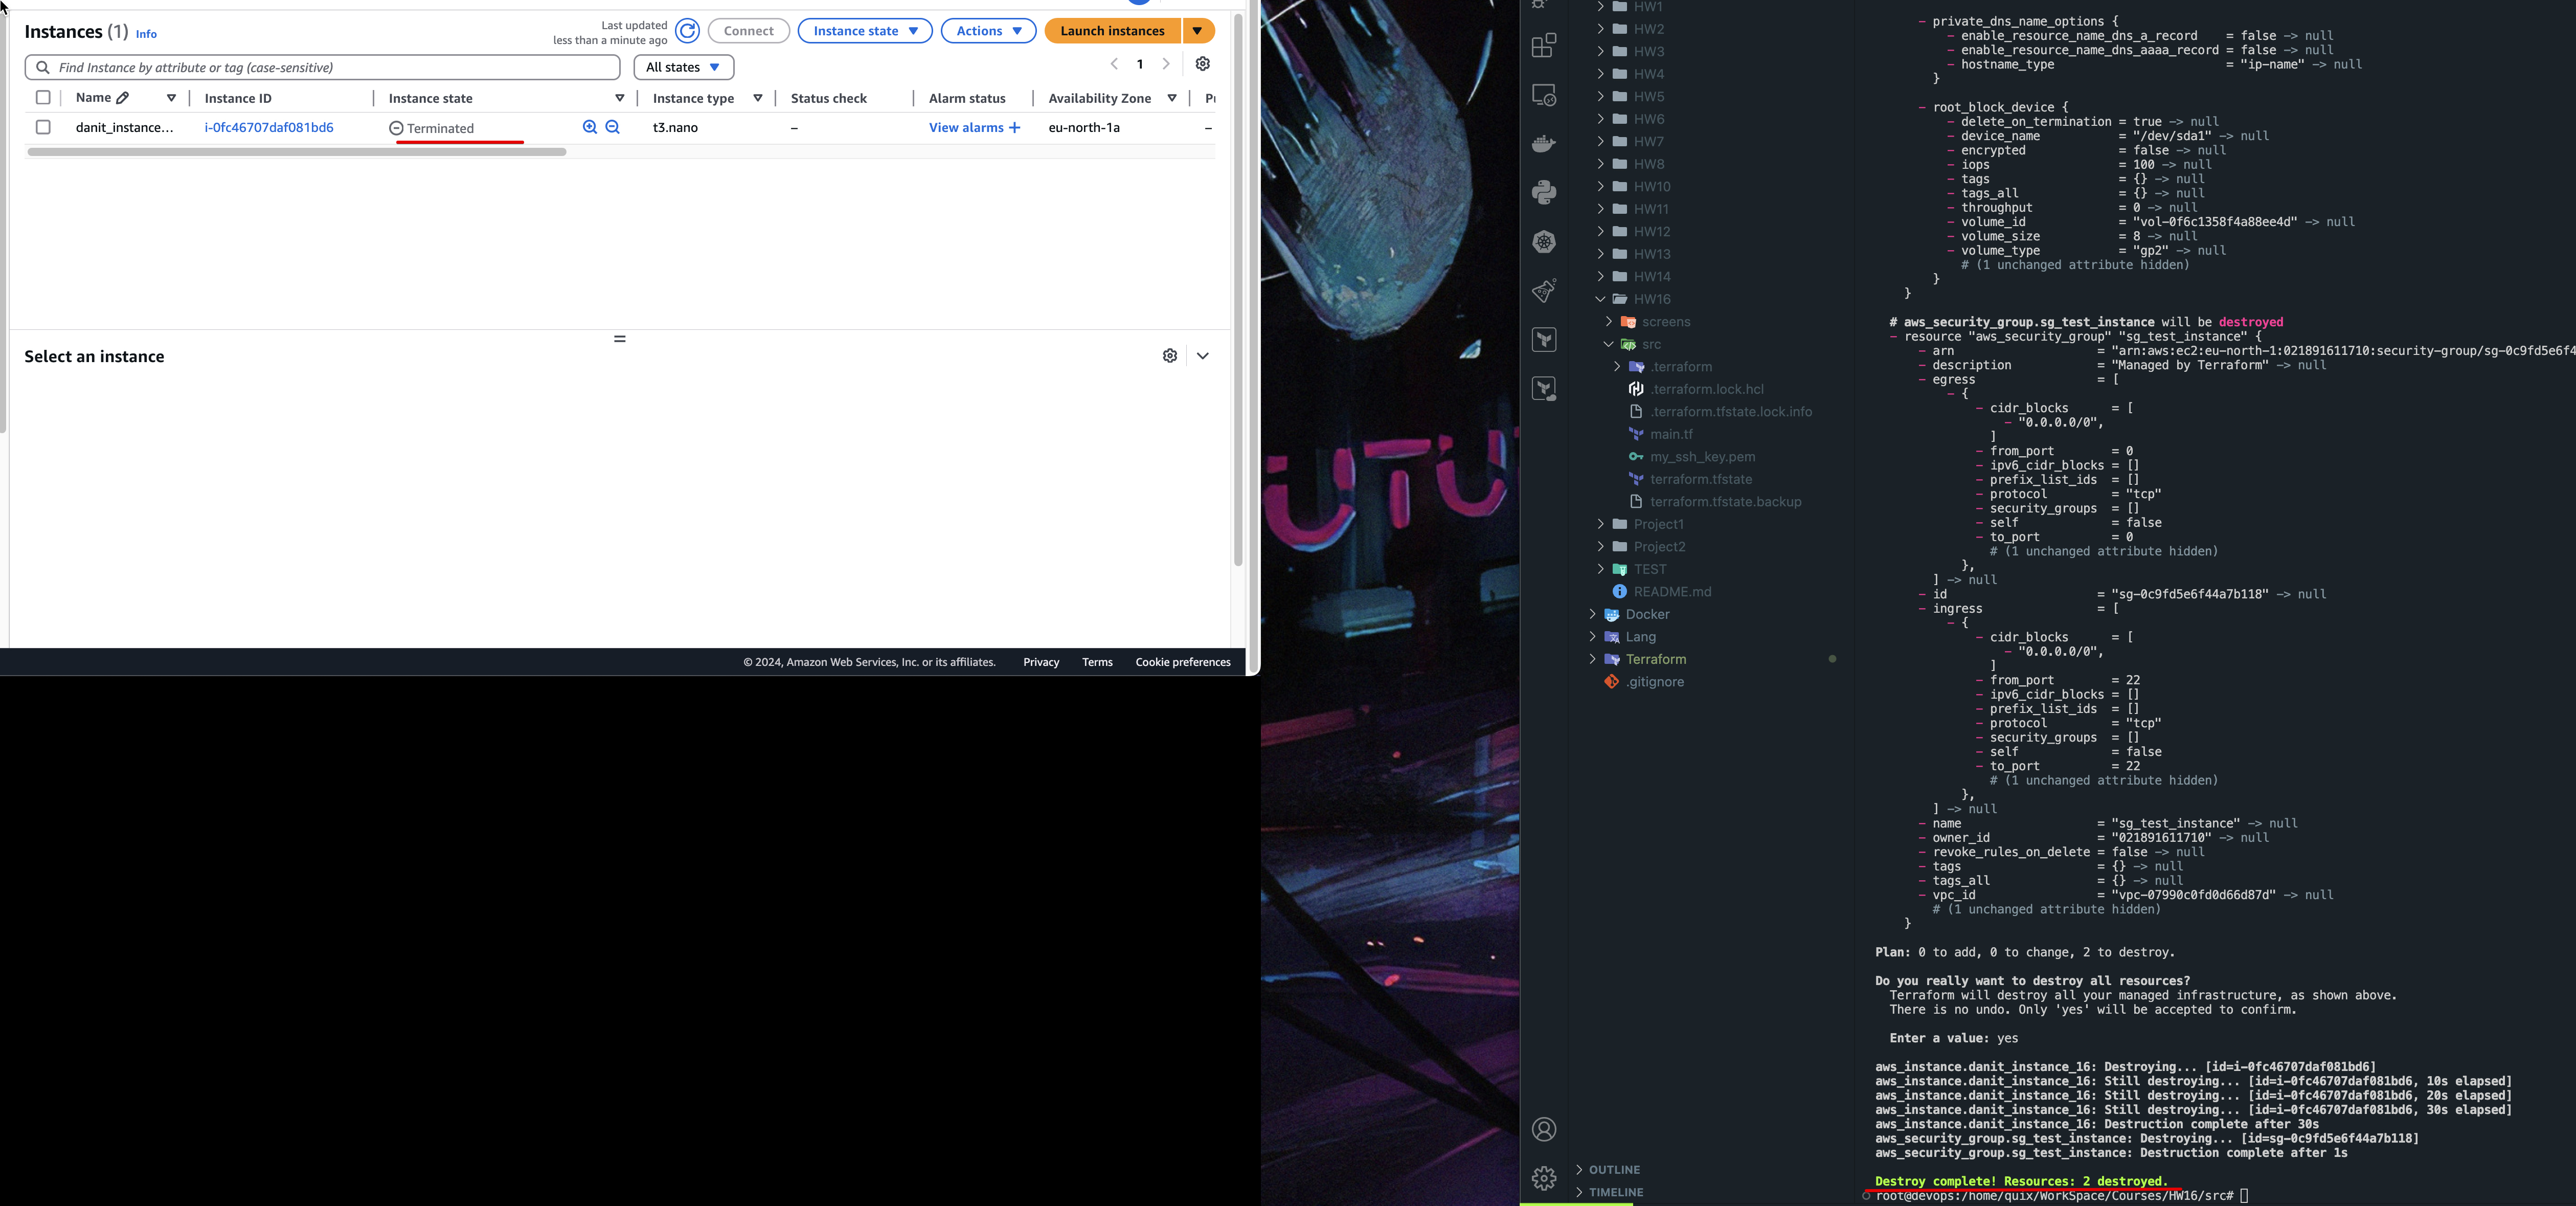 Instances (1) Info
Last updated
less than a minute ago
Connect
Instance state
Actions
Launch instances
Find Instance by attribute or tag (case-sensitive)
All states
1
Name
Instance ID
Instance state
Instance type
Status check
Alarm status
Availability Zone
danit_instance...
i-0fc46707daf081bd6
Terminated
t3.nano
–
View alarms +
eu-north-1a
–
Select an instance
© 2024, Amazon Web Services, Inc. or its affiliates.
Privacy
Terms
Cookie preferences
UTU
HW1
HW2
HW3
HW4
HW5
HW6
HW7
HW8
HW10
HW11
HW12
HW13
HW14
HW16
screens
src
.terraform
.terraform.lock.hcl
.terraform.tfstate.lock.info
main.tf
my_ssh_key.pem
terraform.tfstate
terraform.tfstate.backup
Project1
Project2
TEST
README.md
Docker
Lang
Terraform
.gitignore
OUTLINE
TIMELINE
- private_dns_name_options {
- enable_resource_name_dns_a_record    = false -> null
- enable_resource_name_dns_aaaa_record = false -> null
- hostname_type                        = "ip-name" -> null
}
- root_block_device {
- delete_on_termination = true -> null
- device_name           = "/dev/sda1" -> null
- encrypted             = false -> null
- iops                  = 100 -> null
- tags                  = {} -> null
- tags_all              = {} -> null
- throughput            = 0 -> null
- volume_id             = "vol-0f6c1358f4a88ee4d" -> null
- volume_size           = 8 -> null
- volume_type           = "gp2" -> null
# (1 unchanged attribute hidden)
}
}
# aws_security_group.sg_test_instance will be destroyed
- resource "aws_security_group" "sg_test_instance" {
- arn                    = "arn:aws:ec2:eu-north-1:021891611710:security-group/sg-0c9fd5e6f4
- description            = "Managed by Terraform" -> null
- egress                 = [
- {
- cidr_blocks      = [
- "0.0.0.0/0",
]
- from_port        = 0
- ipv6_cidr_blocks = []
- prefix_list_ids  = []
- protocol         = "tcp"
- security_groups  = []
- self             = false
- to_port          = 0
# (1 unchanged attribute hidden)
},
] -> null
- id                     = "sg-0c9fd5e6f44a7b118" -> null
- ingress                = [
- {
- cidr_blocks      = [
- "0.0.0.0/0",
]
- from_port        = 22
- ipv6_cidr_blocks = []
- prefix_list_ids  = []
- protocol         = "tcp"
- security_groups  = []
- self             = false
- to_port          = 22
# (1 unchanged attribute hidden)
},
] -> null
- name                   = "sg_test_instance" -> null
- owner_id               = "021891611710" -> null
- revoke_rules_on_delete = false -> null
- tags                   = {} -> null
- tags_all               = {} -> null
- vpc_id                 = "vpc-07990c0fd0d66d87d" -> null
# (1 unchanged attribute hidden)
}
Plan: 0 to add, 0 to change, 2 to destroy.
Do you really want to destroy all resources?
Terraform will destroy all your managed infrastructure, as shown above.
There is no undo. Only 'yes' will be accepted to confirm.
Enter a value: yes
aws_instance.danit_instance_16: Destroying... [id=i-0fc46707daf081bd6]
aws_instance.danit_instance_16: Still destroying... [id=i-0fc46707daf081bd6, 10s elapsed]
aws_instance.danit_instance_16: Still destroying... [id=i-0fc46707daf081bd6, 20s elapsed]
aws_instance.danit_instance_16: Still destroying... [id=i-0fc46707daf081bd6, 30s elapsed]
aws_instance.danit_instance_16: Destruction complete after 30s
aws_security_group.sg_test_instance: Destroying... [id=sg-0c9fd5e6f44a7b118]
aws_security_group.sg_test_instance: Destruction complete after 1s
Destroy complete! Resources: 2 destroyed.
root@devops:/home/quix/WorkSpace/Courses/HW16/src#